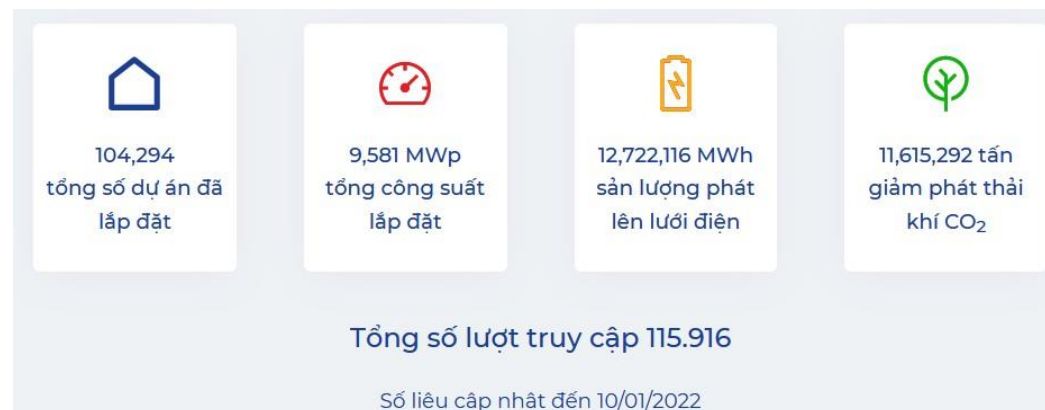 104,294
tổng số dự án đã
lắp đặt
9,581 MWp
tổng công suất
lắp đặt
12,722,116 MWh
sản lượng phát
lên lưới điện
11,615,292 tấn
giảm phát thải
khí CO₂
Tổng số lượt truy cập 115.916
Số liệu cập nhật đến 10/01/2022